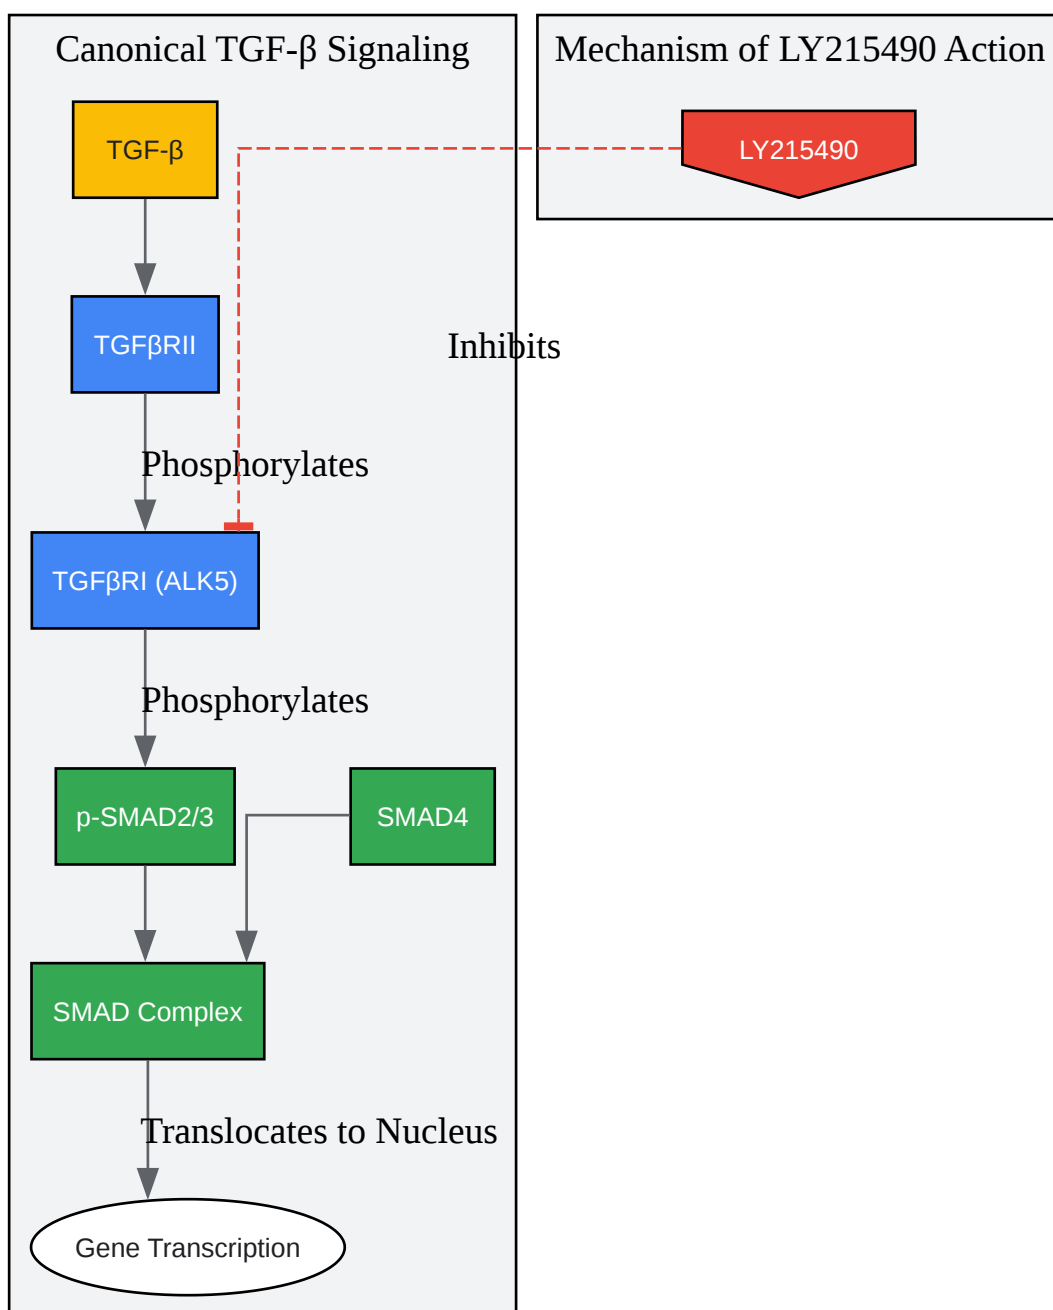 Canonical TGF-β Signaling
Mechanism of LY215490 Action
TGF-β
LY215490
TGFβRII
Inhibits
Phosphorylates
TGFβRI (ALK5)
Phosphorylates
p-SMAD2/3
SMAD4
SMAD Complex
Translocates to Nucleus
Gene Transcription